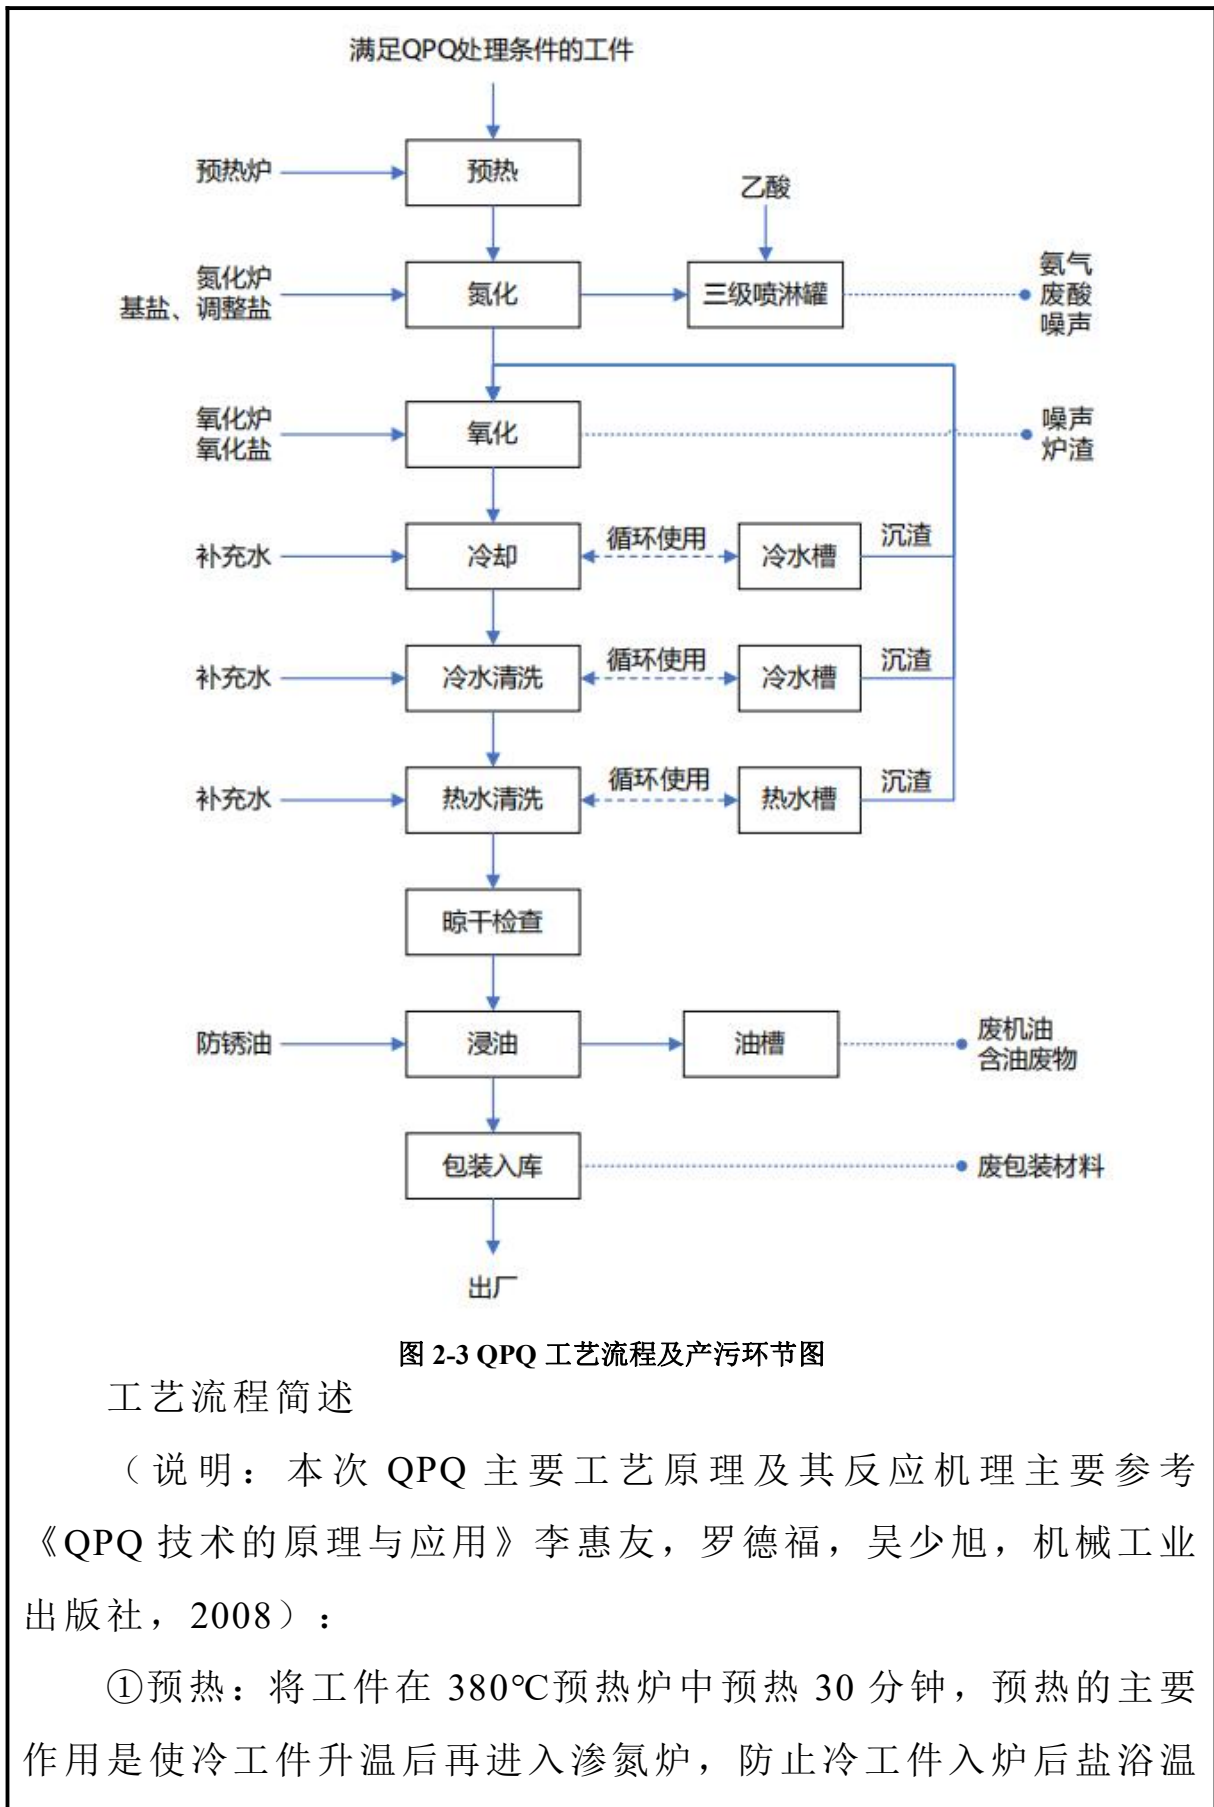 满足QPQ处理条件的工件
预热炉
预热
乙酸
氮化炉
基盐、调整盐
氮化
三级喷淋罐
氨气
废酸
噪声
氧化炉
氧化盐
氧化
噪声
炉渣
补充水
冷却
循环使用
冷水槽
沉渣
补充水
冷水清洗
循环使用
冷水槽
沉渣
补充水
热水清洗
循环使用
热水槽
沉渣
晾干检查
防锈油
浸油
油槽
废机油
含油废物
包装入库
废包装材料
出厂
图 2-3 QPQ 工艺流程及产污环节图
工艺流程简述
（说明：本次 QPQ 主要工艺原理及其反应机理主要参考
《QPQ 技术的原理与应用》李惠友，罗德福，吴少旭，机械工业
出版社，2008）：
①预热：将工件在 380℃预热炉中预热 30 分钟，预热的主要
作用是使冷工件升温后再进入渗氮炉，防止冷工件入炉后盐浴温